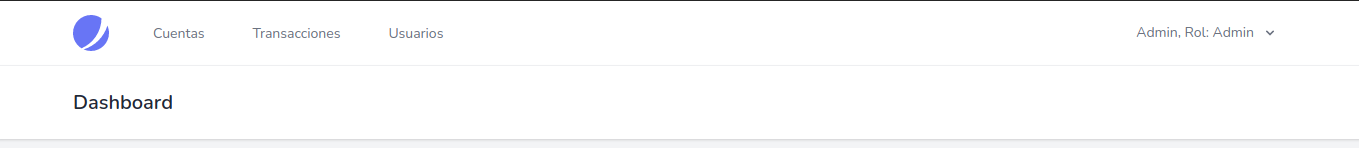 Cuentas Transacciones Usuarios Admin, Rol: Admin
Dashboard